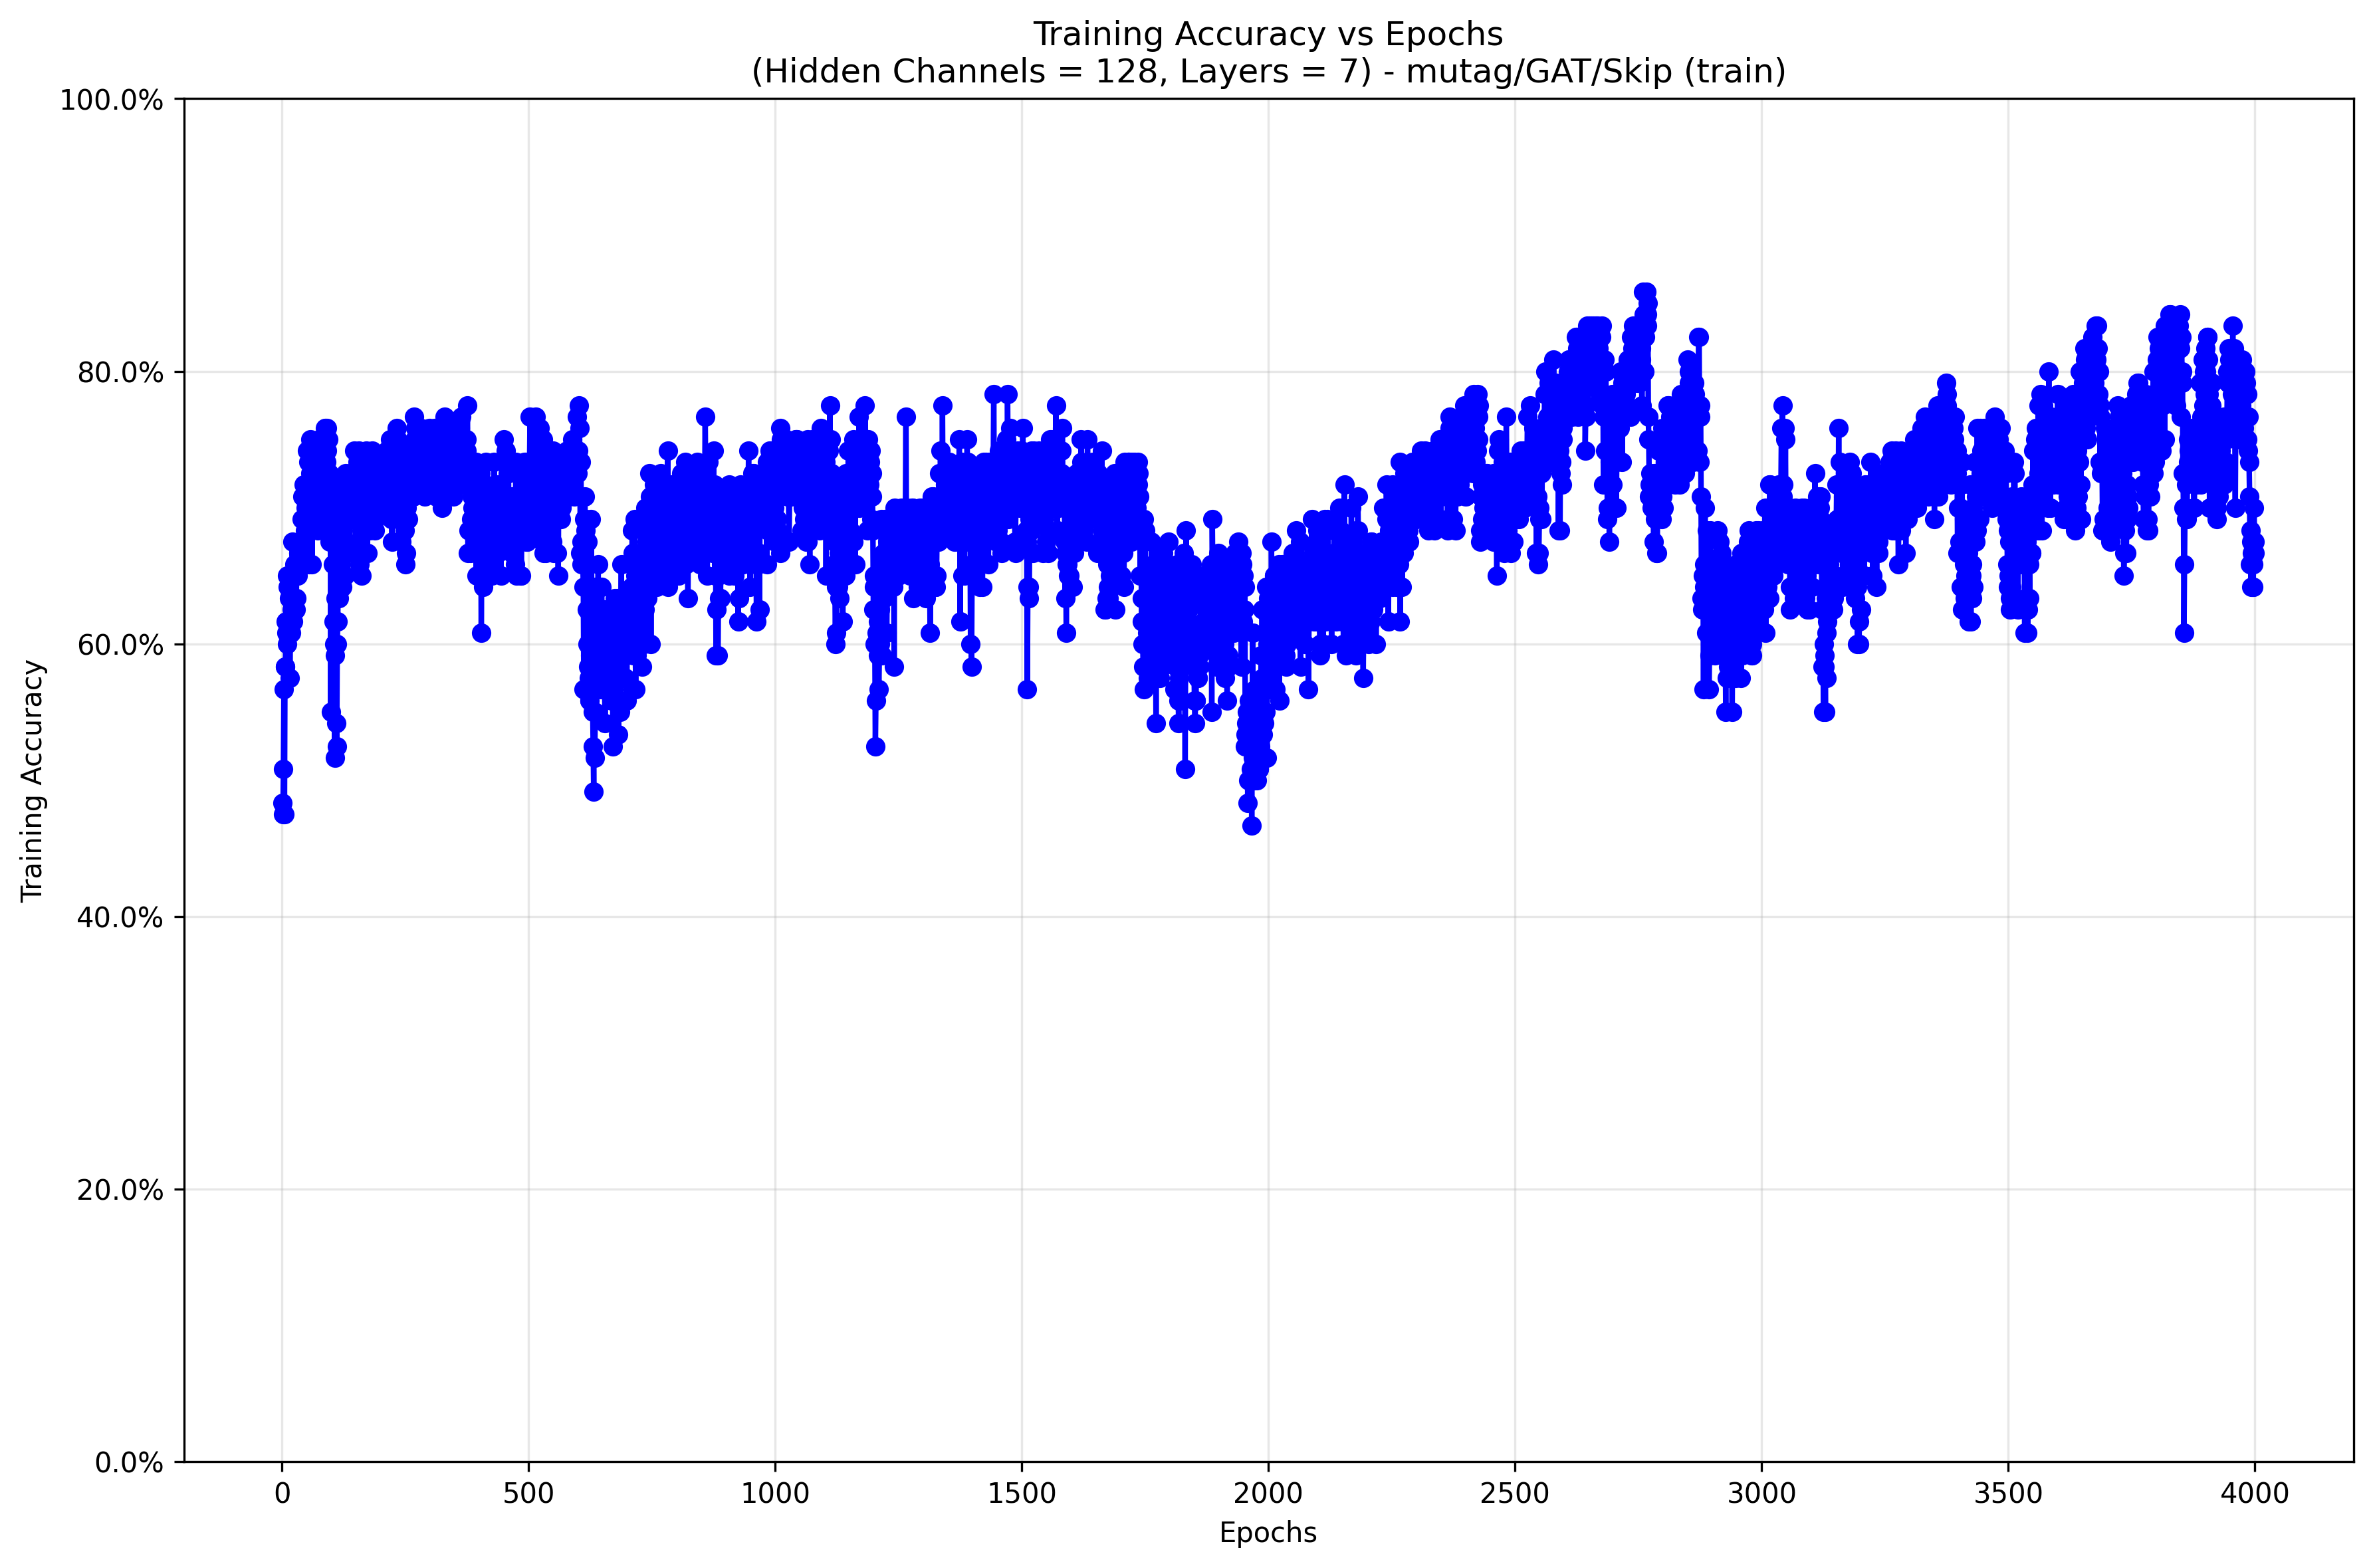 Training Accuracy vs Epochs
(Hidden Channels = 128, Layers = 7) - mutag/GAT/Skip (train)
100.0%
80.0%
60.0%
40.0%
20.0%
0.0%
Training Accuracy
0 500 1000 1500 2000 2500 3000 3500 4000
Epochs